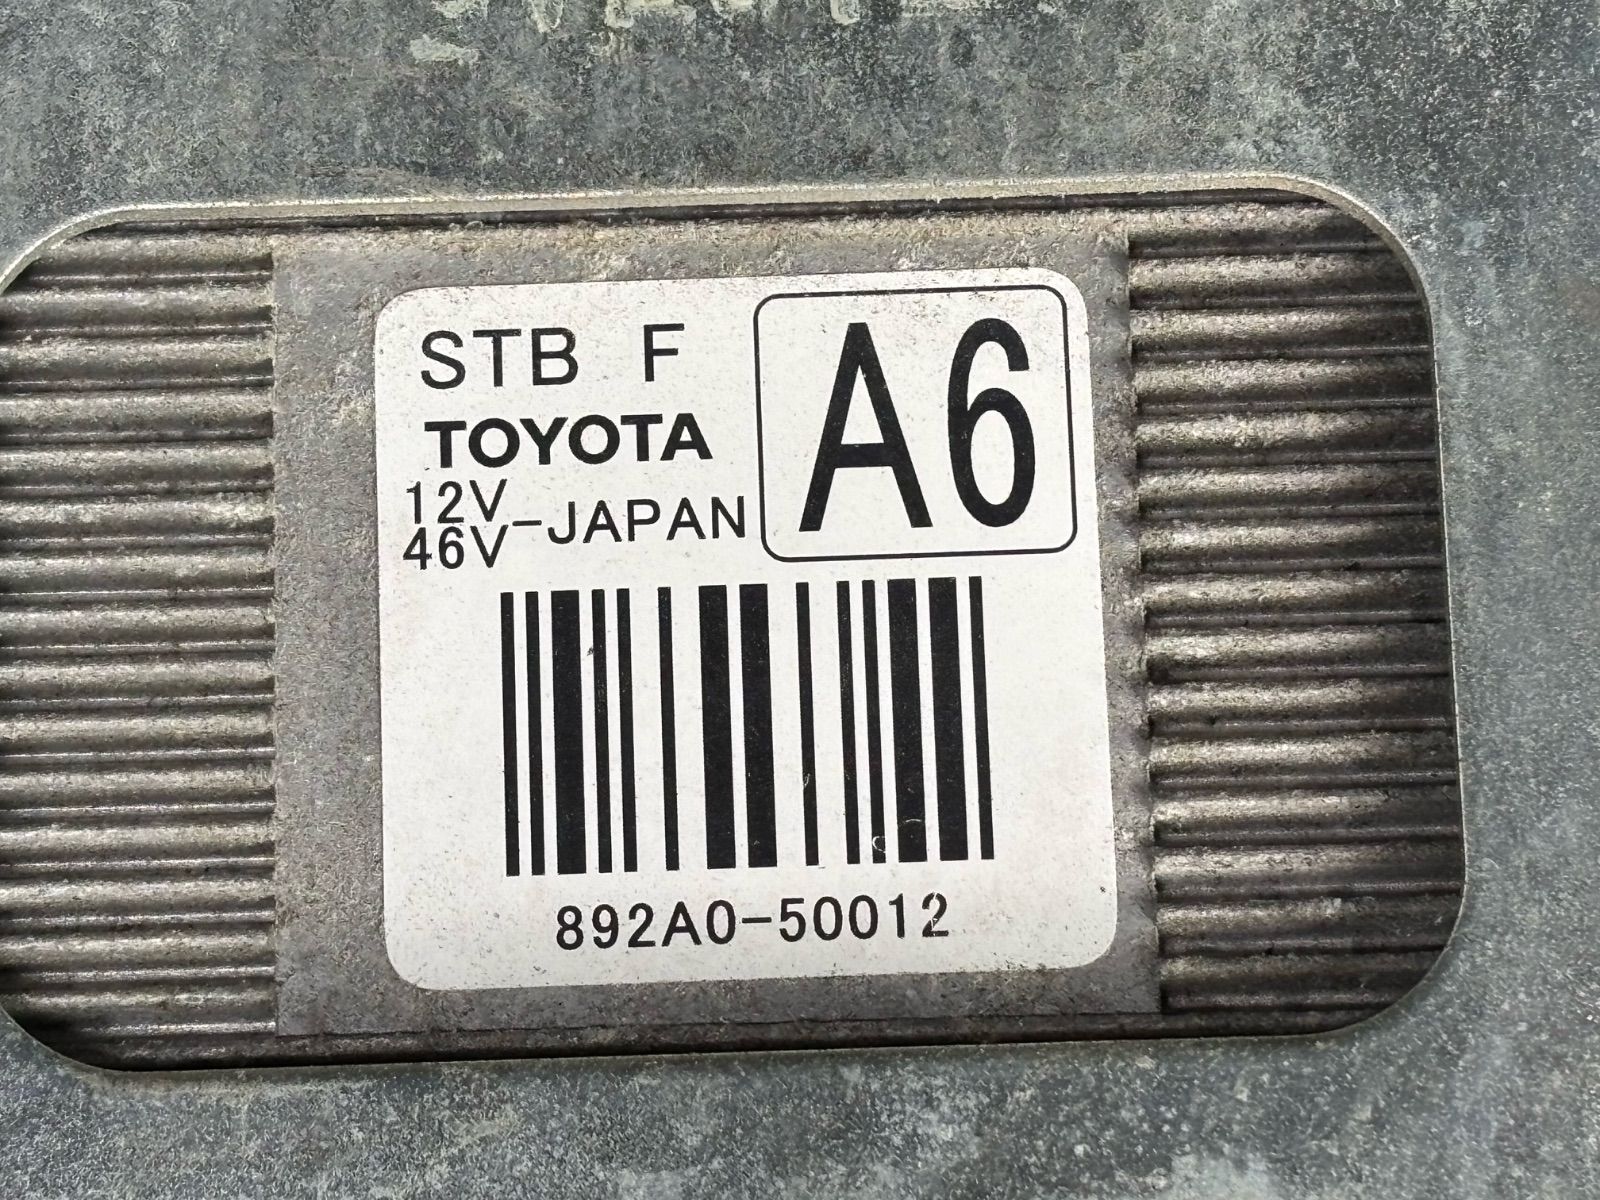 STB F
TOYOTA
12V
46V-JAPAN
A6
892A0-50012